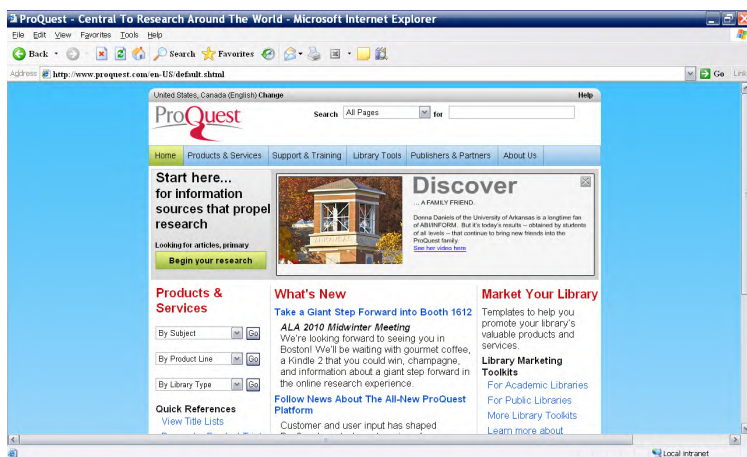 ProQuest - Central To Research Around The World - Microsoft Internet Explorer
File Edit View Favorites Tools Help
Back Search Favorites
Address http://www.proquest.com/en-US/default.shtml Go Link
United States, Canada (English) Change Help
ProQuest
Search All Pages for
Home Products & Services Support & Training Library Tools Publishers & Partners About Us
Start here...
for information
sources that propel
research
Looking for articles, primary
Begin your research
ARKANSAS
Discover
... A FAMILY FRIEND.
Donna Daniels of the University of Arkansas is a longtime fan
of ABI/INFORM. But it's today's results – obtained by students
of all levels – that continue to bring new friends into the
ProQuest family.
See her video here
Products &
Services
By Subject Go
By Product Line Go
By Library Type Go
Quick References
View Title Lists
What's New
Take a Giant Step Forward into Booth 1612
ALA 2010 Midwinter Meeting
We're looking forward to seeing you in
Boston! We'll be waiting with gourmet coffee,
a Kindle 2 that you could win, champagne,
and information about a giant step forward in
the online research experience.
Follow News About The All-New ProQuest
Platform
Customer and user input has shaped
Market Your Library
Templates to help you
promote your library's
valuable products and
services.
Library Marketing
Toolkits
For Academic Libraries
For Public Libraries
More Library Toolkits
Learn more about
Local intranet